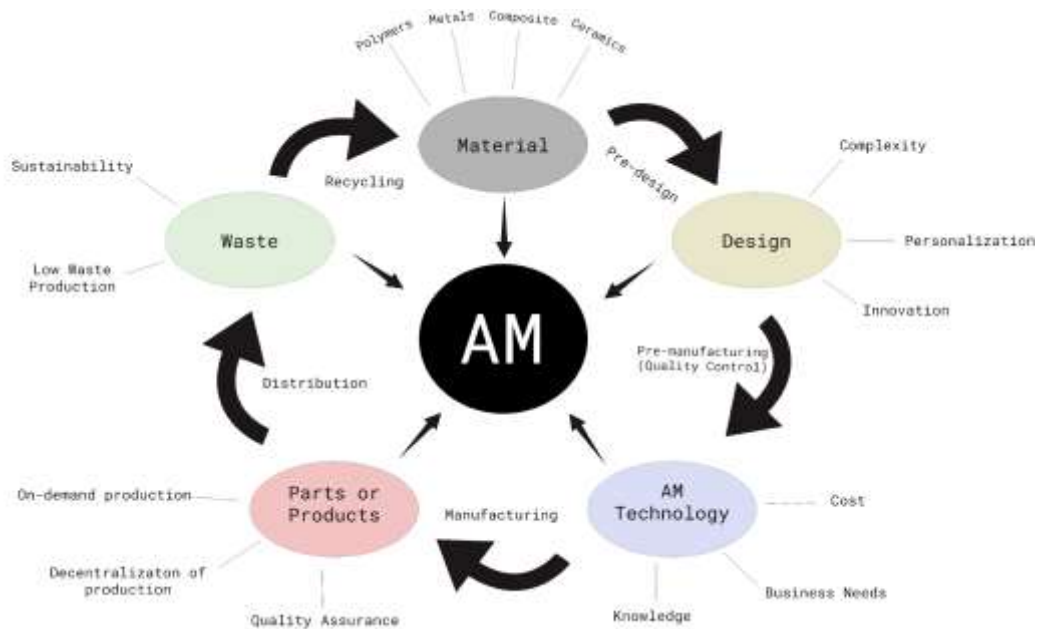 Polymers
Metals
Composite
Ceramics
Material
Recycling
Pre-design
Sustainability
Waste
Low Waste
Production
Complexity
Design
Personalization
Innovation
AM
Pre-manufacturing
(Quality Control)
Distribution
On-demand production
Parts or
Products
Manufacturing
AM
Technology
Cost
Decentralizaton of
production
Quality Assurance
Knowledge
Business Needs